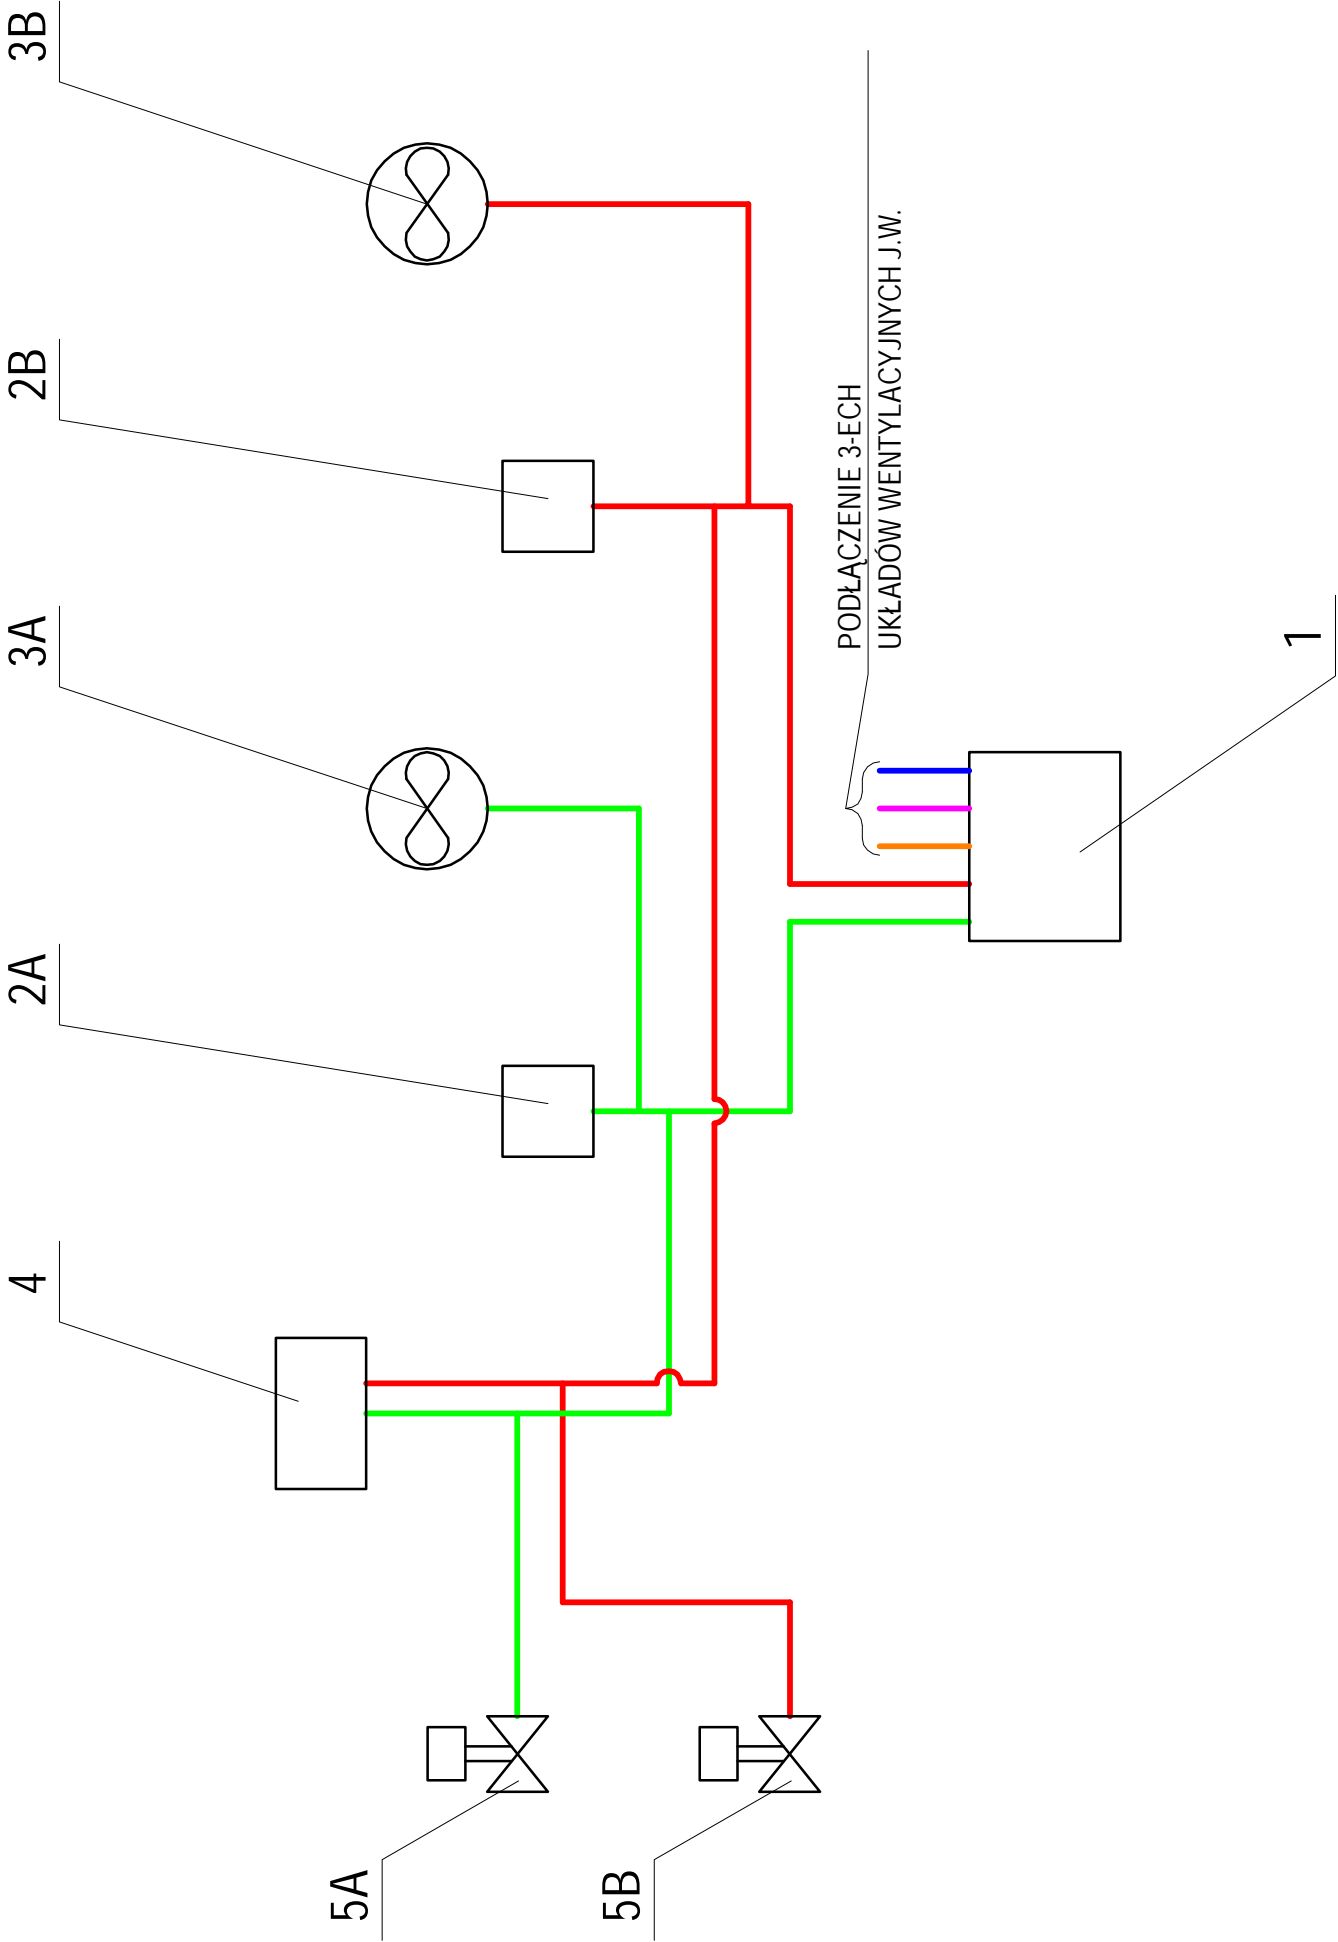 5A
5B
4
2A
3A
2B
3B
PODŁĄCZENIE 3-ECH
UKŁADÓW WENTYLACYJNYCH J.W.
1